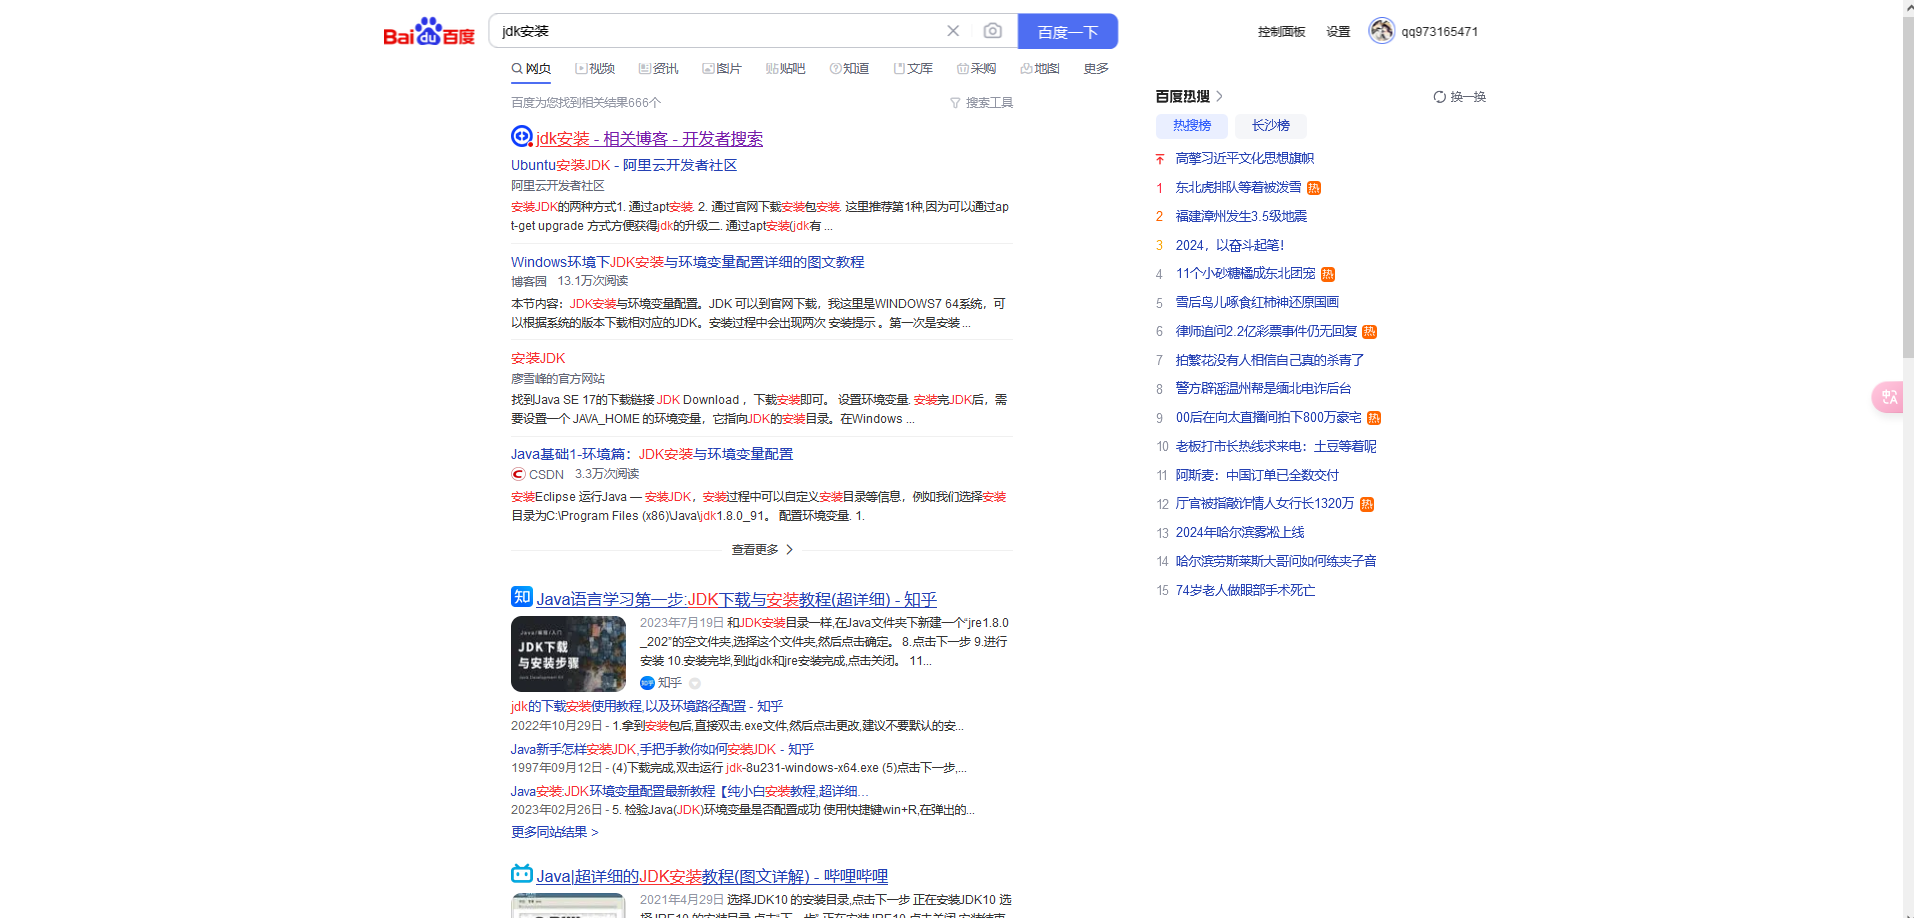 Bai du 百度
jdk安装
百度一下
控制面板 设置 qq973165471
网页 视频 资讯 图片 贴吧 知道 文库 采购 地图 更多
百度为您找到相关结果666个 搜索工具
jdk安装 - 相关博客 - 开发者搜索
Ubuntu安装JDK - 阿里云开发者社区
阿里云开发者社区
安装JDK的两种方式1. 通过apt安装. 2. 通过官网下载安装包安装. 这里推荐第1种,因为可以通过ap
t-get upgrade 方式方便获得jdk的升级二. 通过apt安装(jdk有 ...
Windows环境下JDK安装与环境变量配置详细的图文教程
博客园 13.1万次阅读
本节内容：JDK安装与环境变量配置。JDK 可以到官网下载，我这里是WINDOWS7 64系统，可
以根据系统的版本下载相对应的JDK。安装过程中会出现两次 安装提示 。第一次是安装 ...
安装JDK
廖雪峰的官方网站
找到Java SE 17的下载链接 JDK Download ，下载安装即可。 设置环境变量. 安装完JDK后，需
要设置一个 JAVA_HOME 的环境变量，它指向JDK的安装目录。在Windows ...
Java基础1-环境篇：JDK安装与环境变量配置
CSDN 3.3万次阅读
安装Eclipse 运行Java — 安装JDK，安装过程中可以自定义安装目录等信息，例如我们选择安装
目录为C:\Program Files (x86)\Java\jdk1.8.0_91。 配置环境变量. 1.
查看更多
知 Java语言学习第一步:JDK下载与安装教程(超详细) - 知乎
Java/编程/入门
JDK下载
与安装步骤
2023年7月19日 和JDK安装目录一样,在Java文件夹下新建一个“jre1.8.0
_202”的空文件夹,选择这个文件夹,然后点击确定。 8.点击下一步 9.进行
安装 10.安装完毕,到此jdk和jre安装完成,点击关闭。 11...
知乎 知乎
jdk的下载安装使用教程,以及环境路径配置 - 知乎
2022年10月29日 - 1.拿到安装包后,直接双击.exe文件,然后点击更改,建议不要默认的安...
Java新手怎样安装JDK,手把手教你如何安装JDK - 知乎
1997年09月12日 - (4)下载完成,双击运行 jdk-8u231-windows-x64.exe (5)点击下一步,...
Java安装:JDK环境变量配置最新教程【纯小白安装教程,超详细...
2023年02月26日 - 5. 检验Java(JDK)环境变量是否配置成功 使用快捷键win+R,在弹出的...
更多同站结果 >
Java|超详细的JDK安装教程(图文详解) - 哔哩哔哩
2021年4月29日 选择JDK10 的安装目录,点击下一步 正在安装JDK10 选
择JRE10 的安装目录 点击“下一步” 正在安装JRE10 点击关闭 安装结束
百度热搜 换一换
热搜榜 长沙榜
高擎习近平文化思想旗帜
1 东北虎排队等着被泼雪 热
2 福建漳州发生3.5级地震
3 2024，以奋斗起笔！
4 11个小砂糖橘成东北团宠 热
5 雪后鸟儿啄食红柿神还原国画
6 律师追问2.2亿彩票事件仍无回复 热
7 拍繁花没有人相信自己真的杀青了
8 警方辟谣温州帮是缅北电诈后台
9 00后在向太直播间拍下800万豪宅 热
10 老板打市长热线求来电：土豆等着呢
11 阿斯麦：中国订单已全数交付
12 厅官被指敲诈情人女行长1320万 热
13 2024年哈尔滨雾凇上线
14 哈尔滨劳斯莱斯大哥问如何练夹子音
15 74岁老人做眼部手术死亡